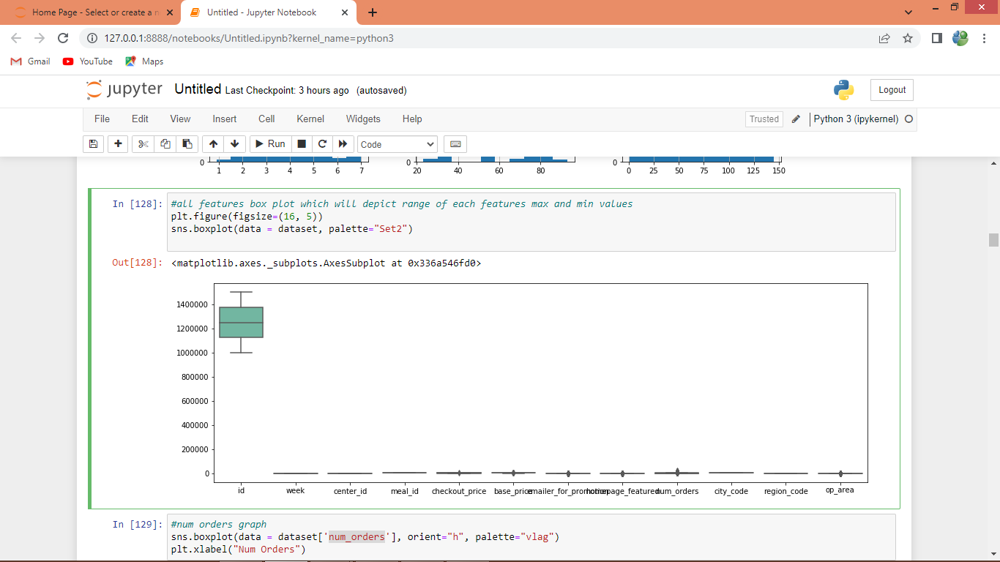 Home Page - Select or create a n
Untitled - Jupyter Notebook
127.0.0.1:8888/notebooks/Untitled.ipynb?kernel_name=python3
Gmail YouTube Maps
jupyter Untitled Last Checkpoint: 3 hours ago (autosaved)
Logout
File Edit View Insert Cell Kernel Widgets Help
Trusted Python 3 (ipykernel)
Run Code
0 1 2 3 4 5 6 7
0 20 40 60 80
0 0 25 50 75 100 125 150
In [128]: #all features box plot which will depict range of each features max and min values
plt.figure(figsize=(16, 5))
sns.boxplot(data = dataset, palette="Set2")
Out[128]: <matplotlib.axes._subplots.AxesSubplot at 0x336a546fd0>
1400000
1200000
1000000
800000
600000
400000
200000
0
id week center_id meal_id checkout_price base_price emailer_for_promotion homepage_featured num_orders city_code region_code op_area
In [129]: #num orders graph
sns.boxplot(data = dataset['num_orders'], orient="h", palette="vlag")
plt.xlabel("Num Orders")